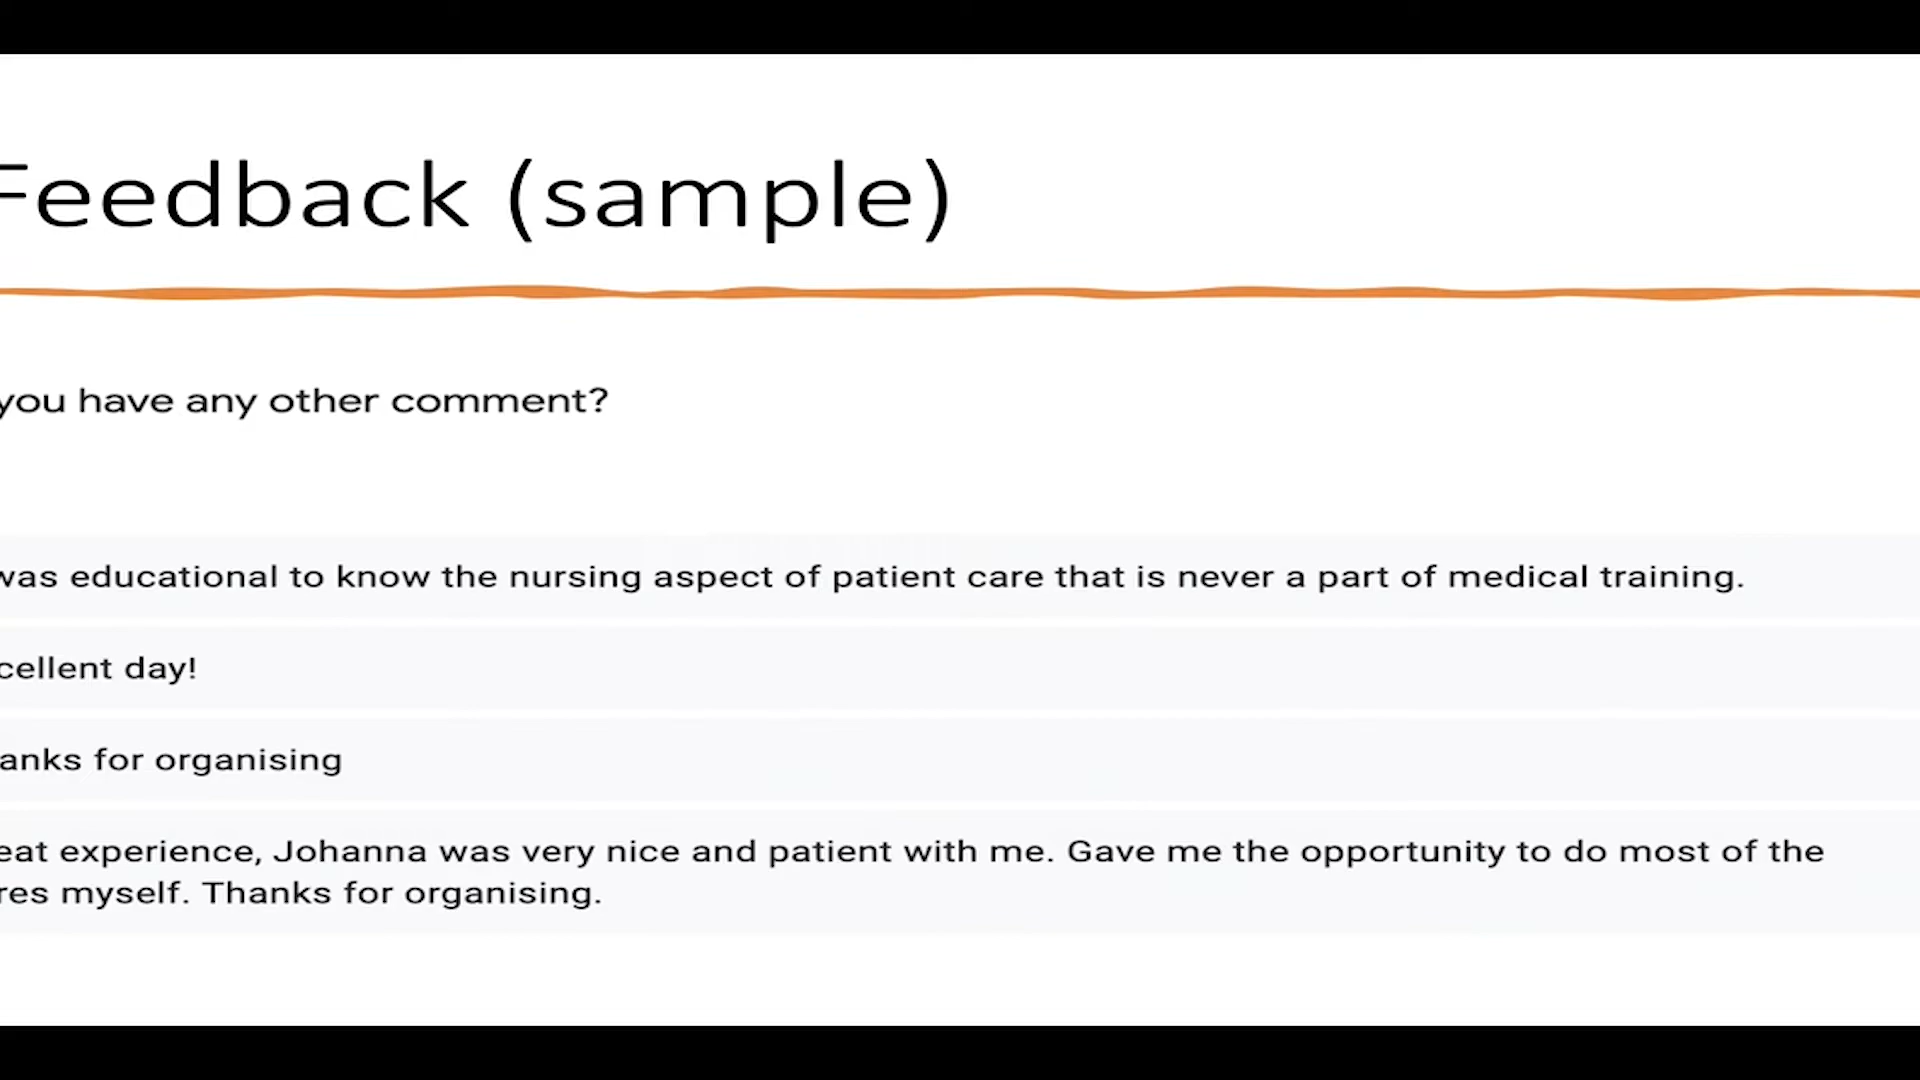 Feedback (sample)
you have any other comment?
was educational to know the nursing aspect of patient care that is never a part of medical training.
cellent day!
anks for organising
eat experience, Johanna was very nice and patient with me. Gave me the opportunity to do most of the
res myself. Thanks for organising.